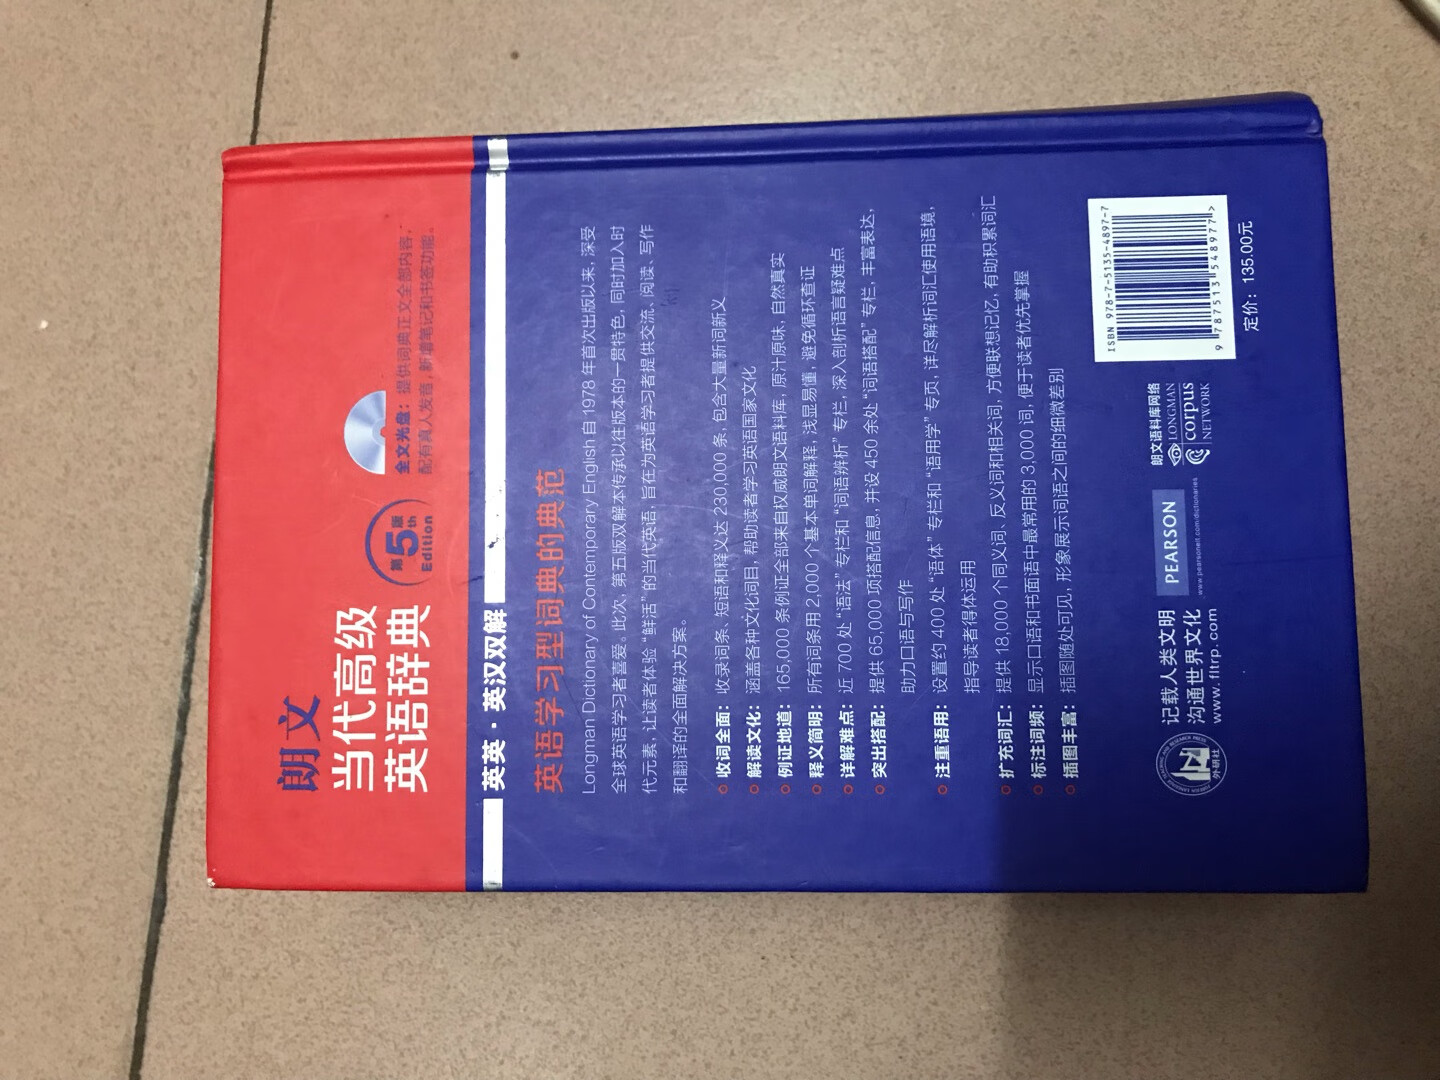 朗文
当代高级
英语辞典
第5版
5th
Edition
全文光盘：提供词典正文全部内容，
配有真人发音，新增笔记和书签功能。
英英·英汉双解
英语学习型词典的典范
Longman Dictionary of Contemporary English 自 1978 年首次出版以来，深受
全球英语学习者喜爱。此次，第五版双解本传承以往版本的一贯特色，同时加入时
代元素，让读者体验“鲜活”的当代英语，旨在为英语学习者提供交流、阅读、写作
和翻译的全面解决方案。
收词全面：收录词条、短语和释义达 230,000 条，包含大量新词新义
解读文化：涵盖各种文化词目，帮助读者学习英语国家文化
例证地道：165,000 条例证全部来自权威朗文语料库，原汁原味，自然真实
释义简明：所有词条用 2,000 个基本单词解释，浅显易懂，避免循环查证
详解难点：近 700 处“语法”专栏和“词语辨析”专栏，深入剖析语言疑难点
突出搭配：提供 65,000 项搭配信息，并设 450 余处“词语搭配”专栏，丰富表达，
助力口语与写作
注重语用：设置约 400 处“语体”专栏和“语用学”专页，详尽解析词汇使用语境，
指导读者得体运用
扩充词汇：提供 18,000 个同义词、反义词和相关词，方便联想记忆，有助积累词汇
标注词频：显示口语和书面语中最常用的 3,000 词，便于读者优先掌握
插图丰富：插图随处可见，形象展示词语之间的细微差别
外研社
记载人类文明
沟通世界文化
www.fltrp.com
PEARSON
www.pearsonelt.com/dictionaries
朗文语料库网络
LONGMAN
corpus
NETWORK
ISBN 978-7-5135-4897-7
9 787513 548977 >
定价：135.00元